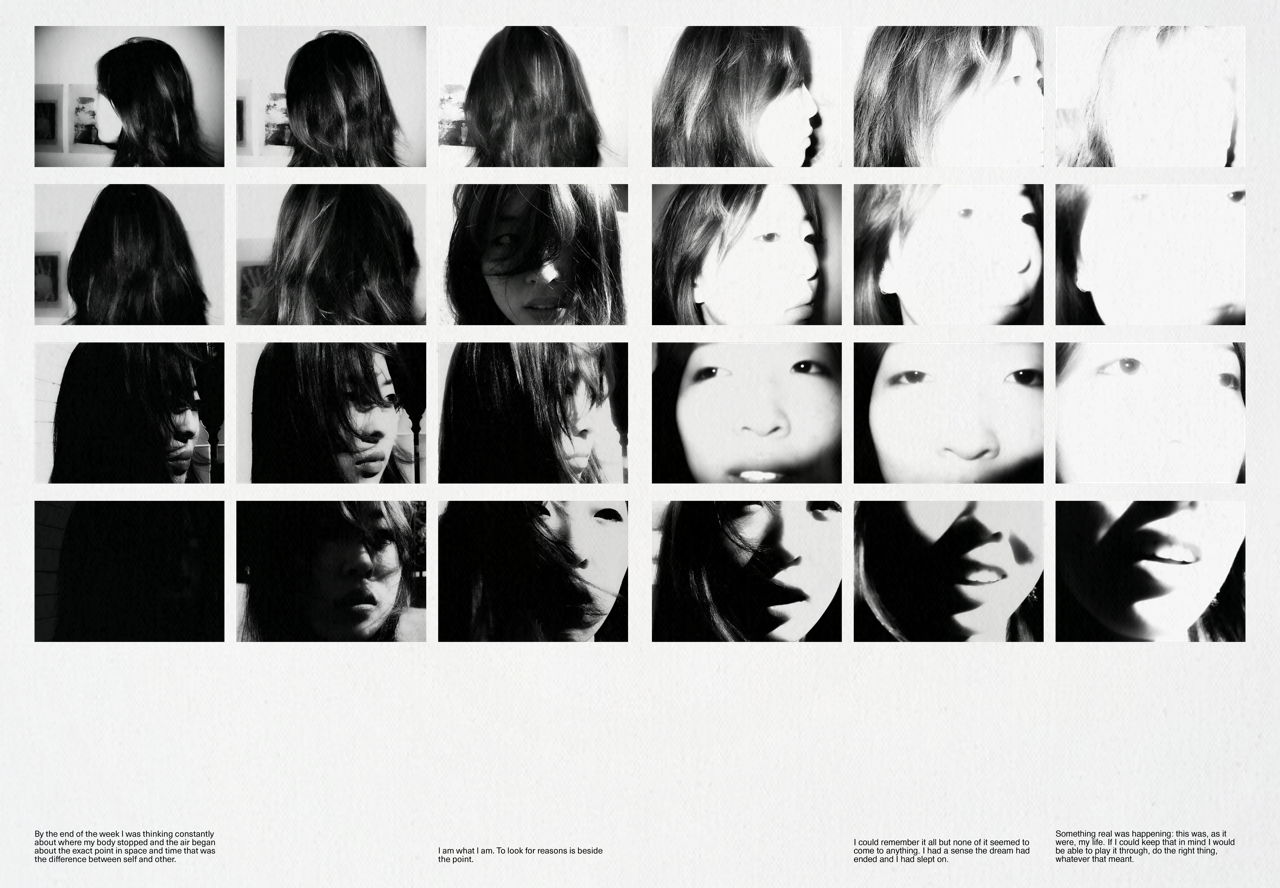 By the end of the week I was thinking constantly
about where my body stopped and the air began
about the exact point in space and time that was
the difference between self and other.
I am what I am. To look for reasons is beside
the point.
I could remember it all but none of it seemed to
come to anything. I had a sense the dream had
ended and I had slept on.
Something real was happening: this was, as it
were, my life. If I could keep that in mind I would
be able to play it through, do the right thing,
whatever that meant.